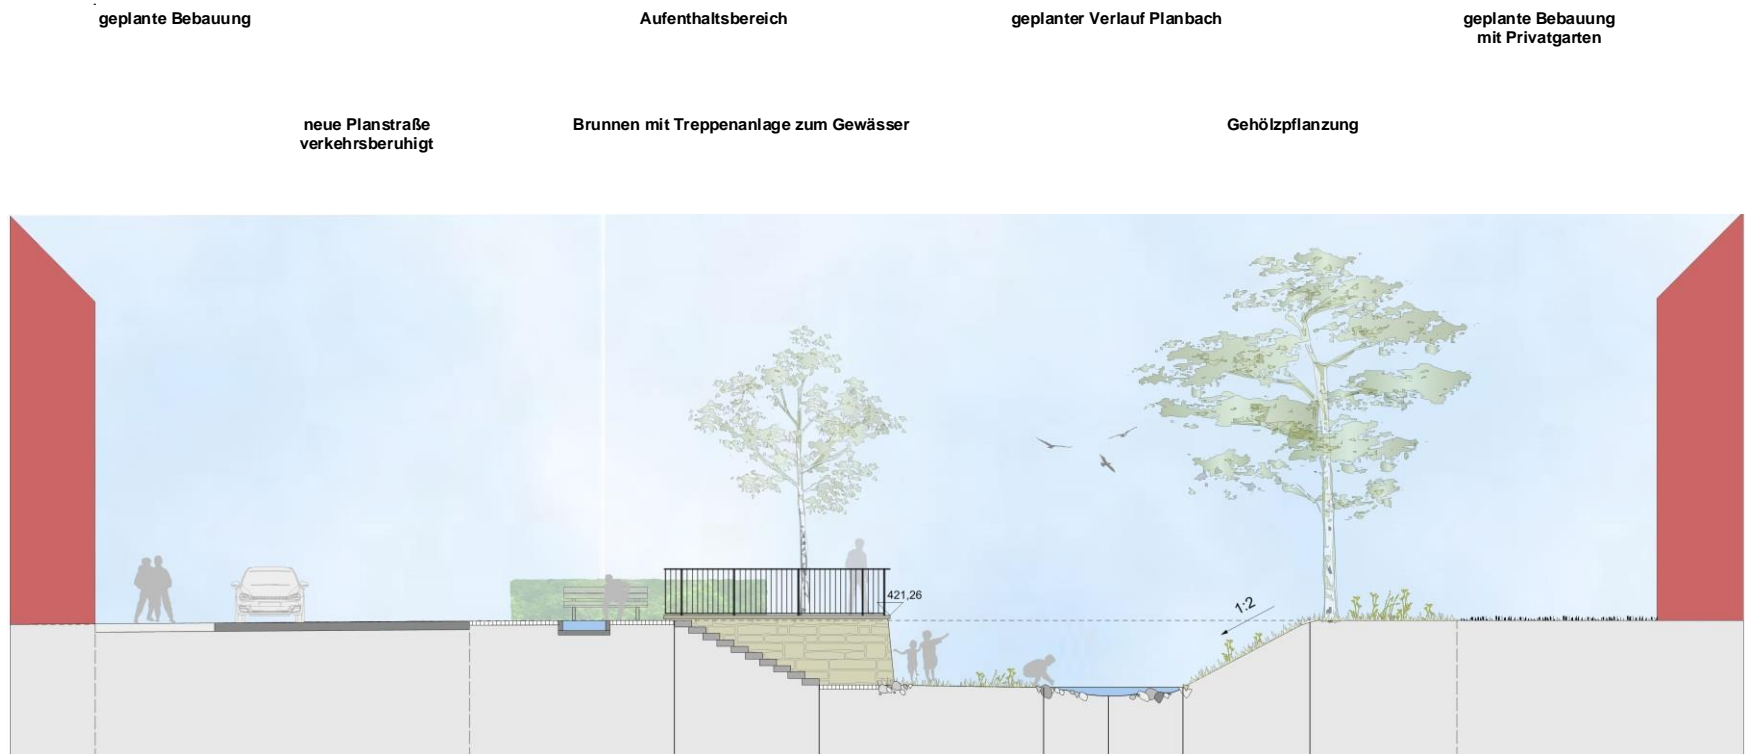 geplante Bebauung
Aufenthaltsbereich
geplanter Verlauf Planbach
geplante Bebauung
mit Privatgarten
neue Planstraße
verkehrsberuhigt
Brunnen mit Treppenanlage zum Gewässer
Gehölzpflanzung
421,26
1:2